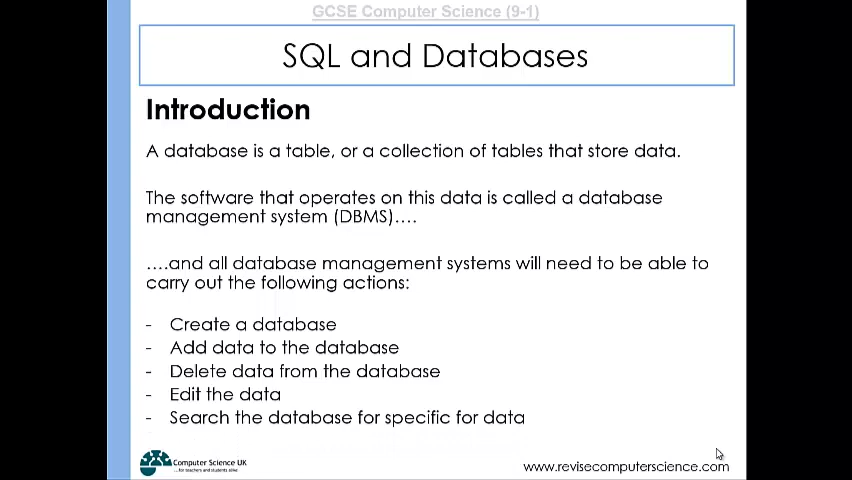 GCSE Computer Science (9-1)
SQL and Databases
Introduction
A database is a table, or a collection of tables that store data.
The software that operates on this data is called a database
management system (DBMS)....
....and all database management systems will need to be able to
carry out the following actions:
- Create a database
- Add data to the database
- Delete data from the database
- Edit the data
- Search the database for specific for data
Computer Science UK
...for teachers and students alike
www.revisecomputerscience.com